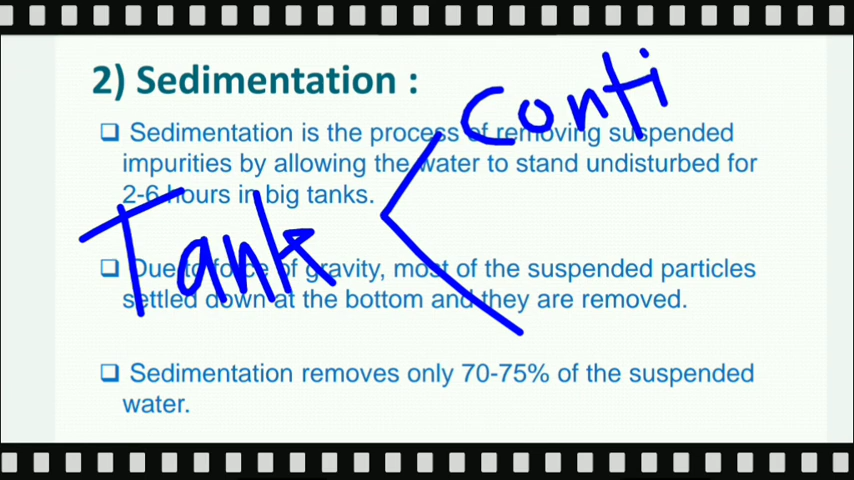 2) Sedimentation :
Conti
❑ Sedimentation is the process of removing suspended
impurities by allowing the water to stand undisturbed for
2-6 hours in big tanks.
Tank
❑ Due to force of gravity, most of the suspended particles
settled down at the bottom and they are removed.
❑ Sedimentation removes only 70-75% of the suspended
water.